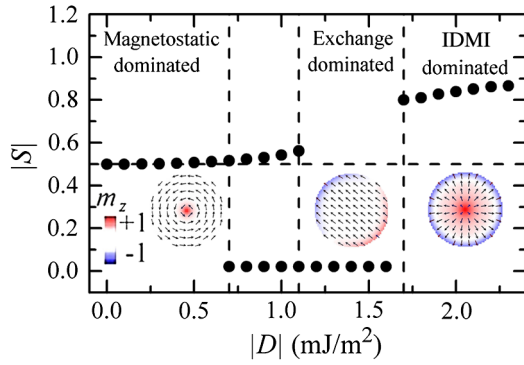 1.2
1.0
0.8
0.6
0.4
0.2
0.0
|S|
Magnetostatic
dominated
Exchange
dominated
IDMI
dominated
m_z
+1
-1
0.0 0.5 1.0 1.5 2.0
|D| (mJ/m²)